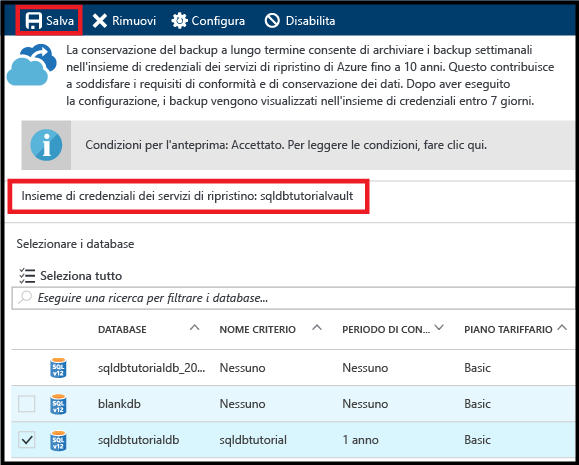 Salva Rimuovi Configura Disabilita
La conservazione del backup a lungo termine consente di archiviare i backup settimanali
nell'insieme di credenziali dei servizi di ripristino di Azure fino a 10 anni. Questo contribuisce
a soddisfare i requisiti di conformità e di conservazione dei dati. Dopo aver eseguito
la configurazione, i backup vengono visualizzati nell'insieme di credenziali entro 7 giorni.
Condizioni per l'anteprima: Accettato. Per leggere le condizioni, fare clic qui.
Insieme di credenziali dei servizi di ripristino: sqldbtutorialvault
Selezionare i database
Seleziona tutto
Eseguire una ricerca per filtrare i database...
DATABASE NOME CRITERIO PERIODO DI CON... PIANO TARIFFARIO
SQL v12 sqldbtutorialdb_20... Nessuno Nessuno Basic
SQL v12 blankdb Nessuno Nessuno Basic
SQL v12 sqldbtutorialdb sqldbtutorial 1 anno Basic